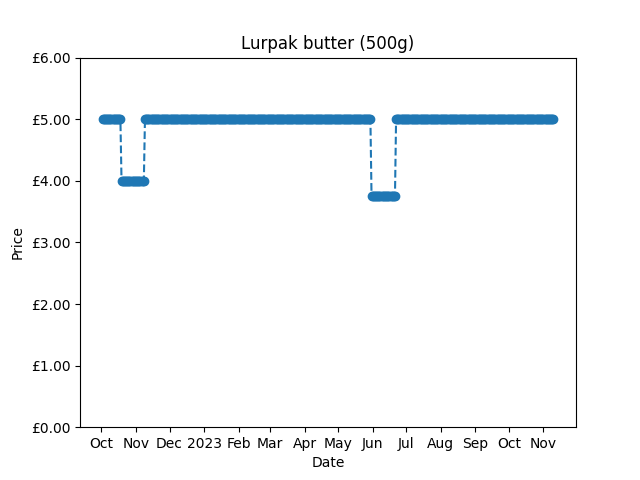 Lurpak butter (500g)
£6.00
£5.00
£4.00
£3.00
£2.00
£1.00
£0.00
Price
Oct Nov Dec 2023 Feb Mar Apr May Jun Jul Aug Sep Oct Nov
Date